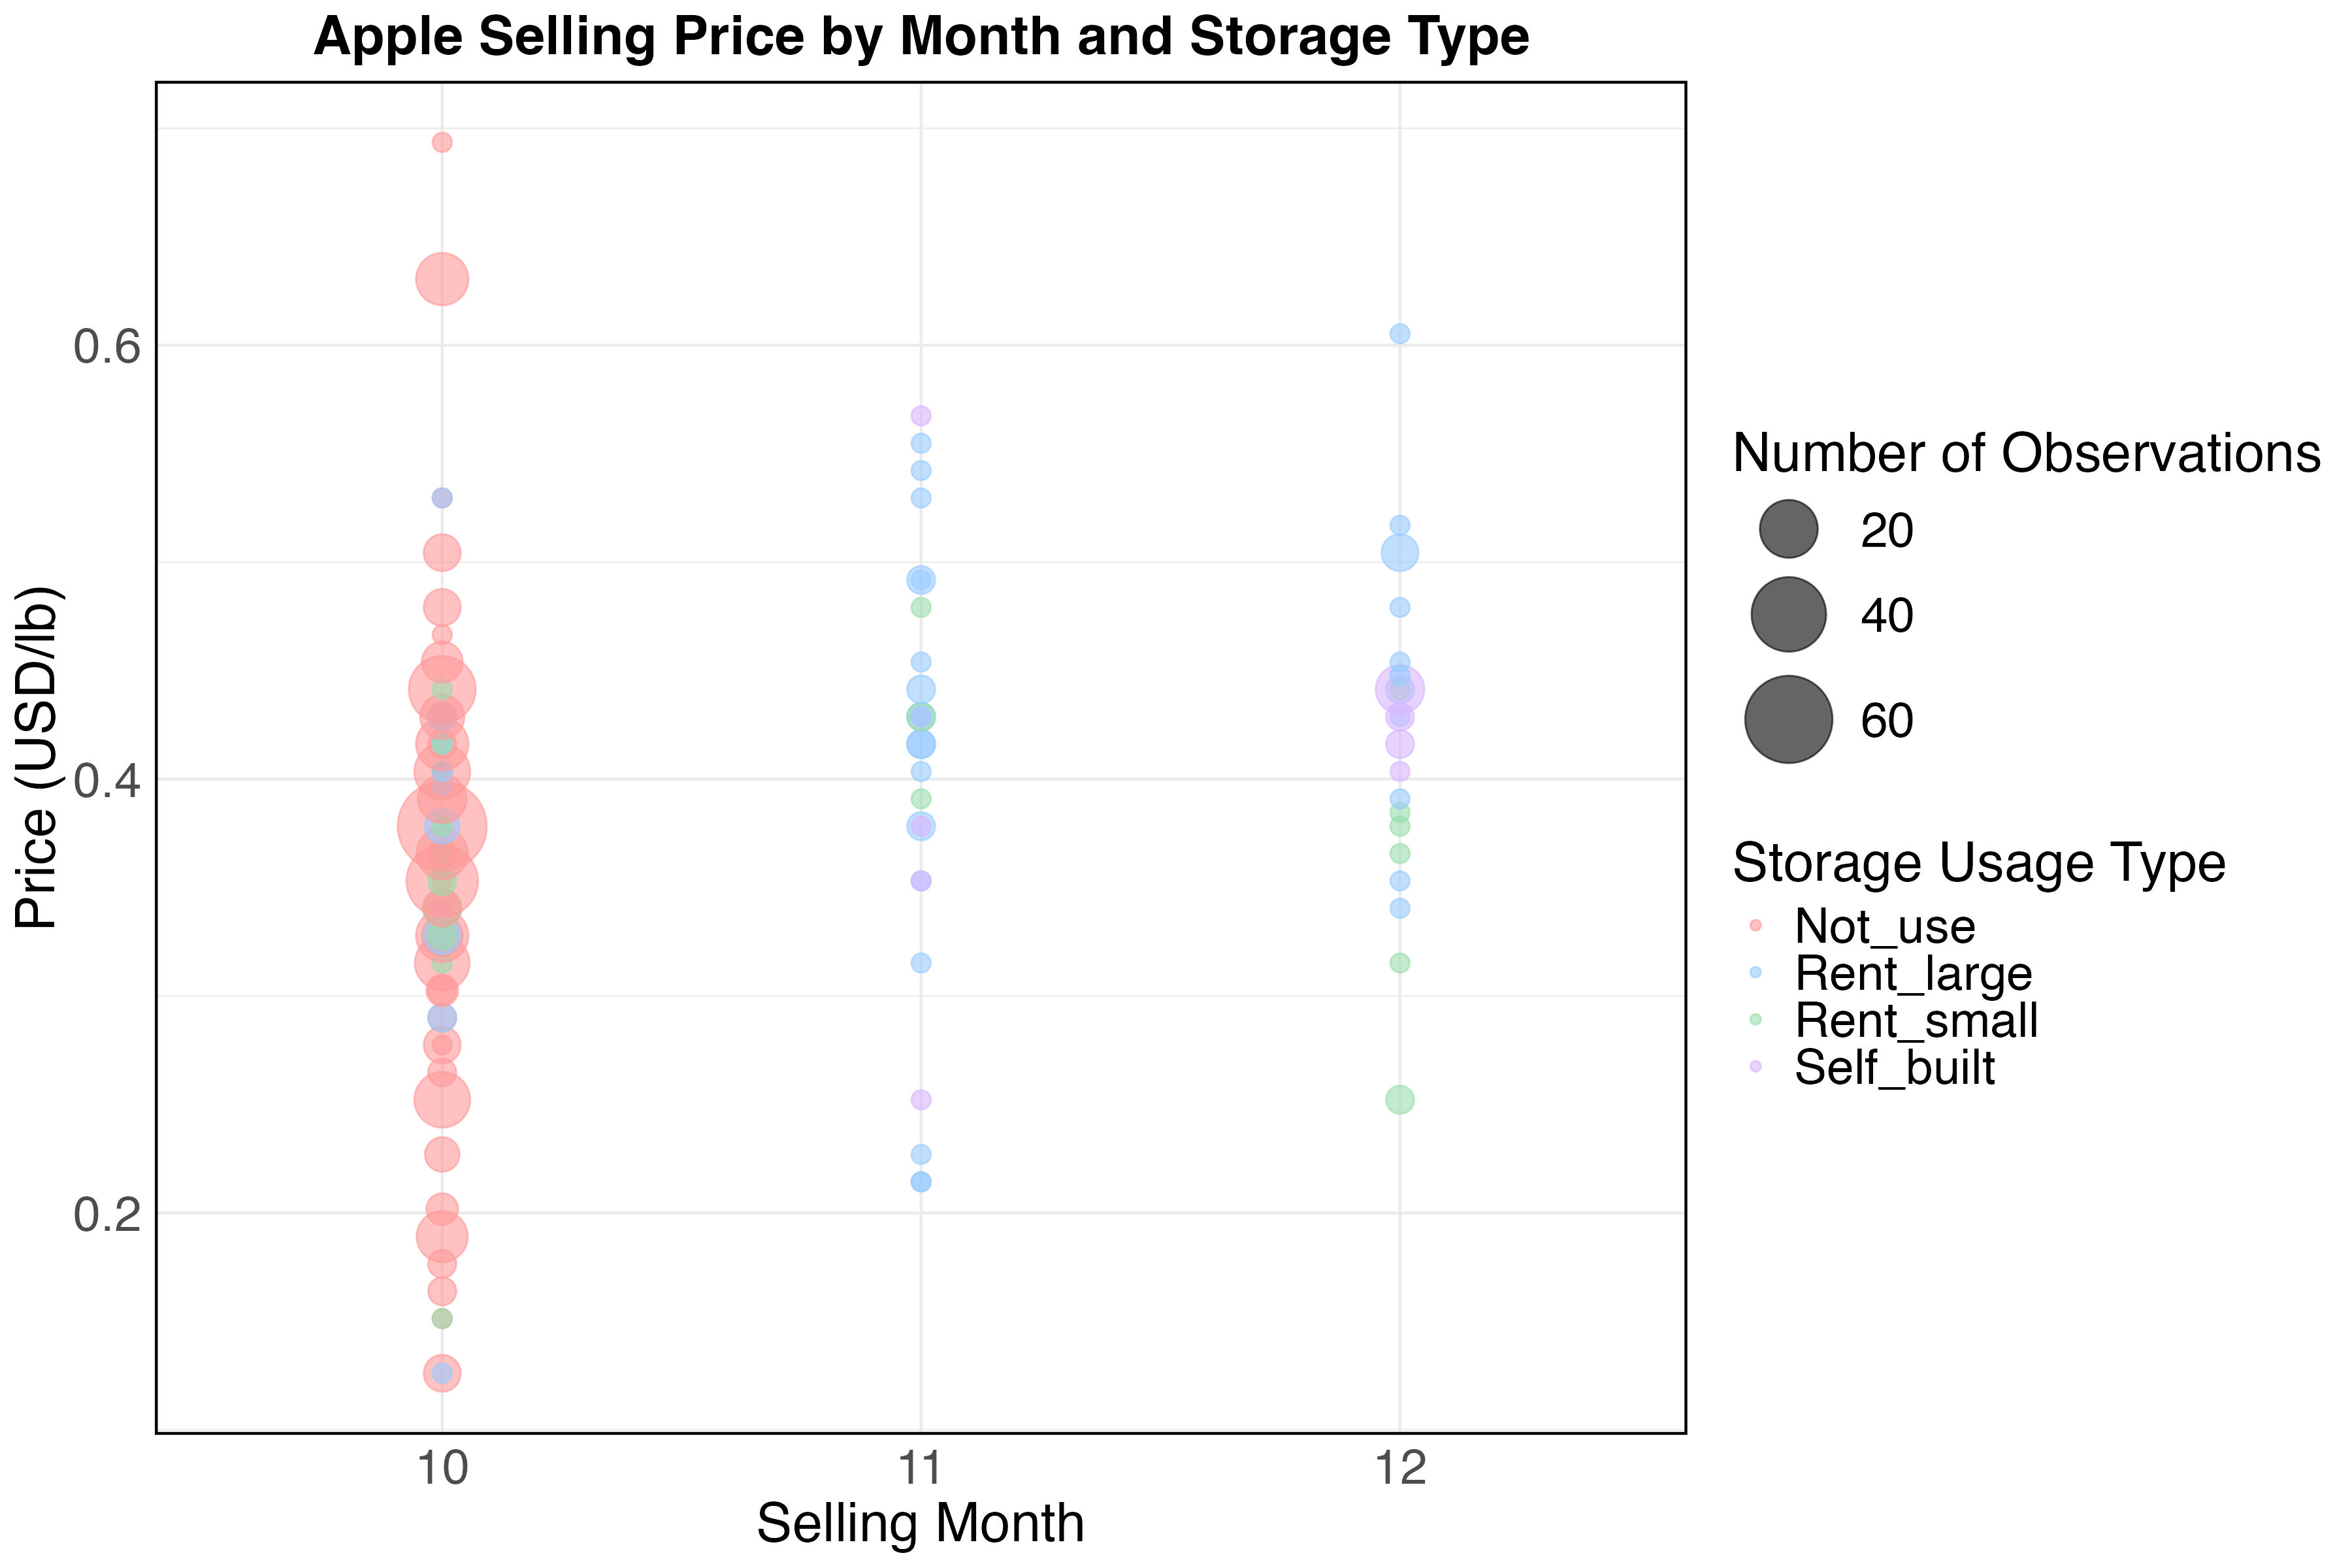 Apple Selling Price by Month and Storage Type
Price (USD/lb)
0.6
0.4
0.2
10
11
12
Selling Month
Number of Observations
20
40
60
Storage Usage Type
Not_use
Rent_large
Rent_small
Self_built